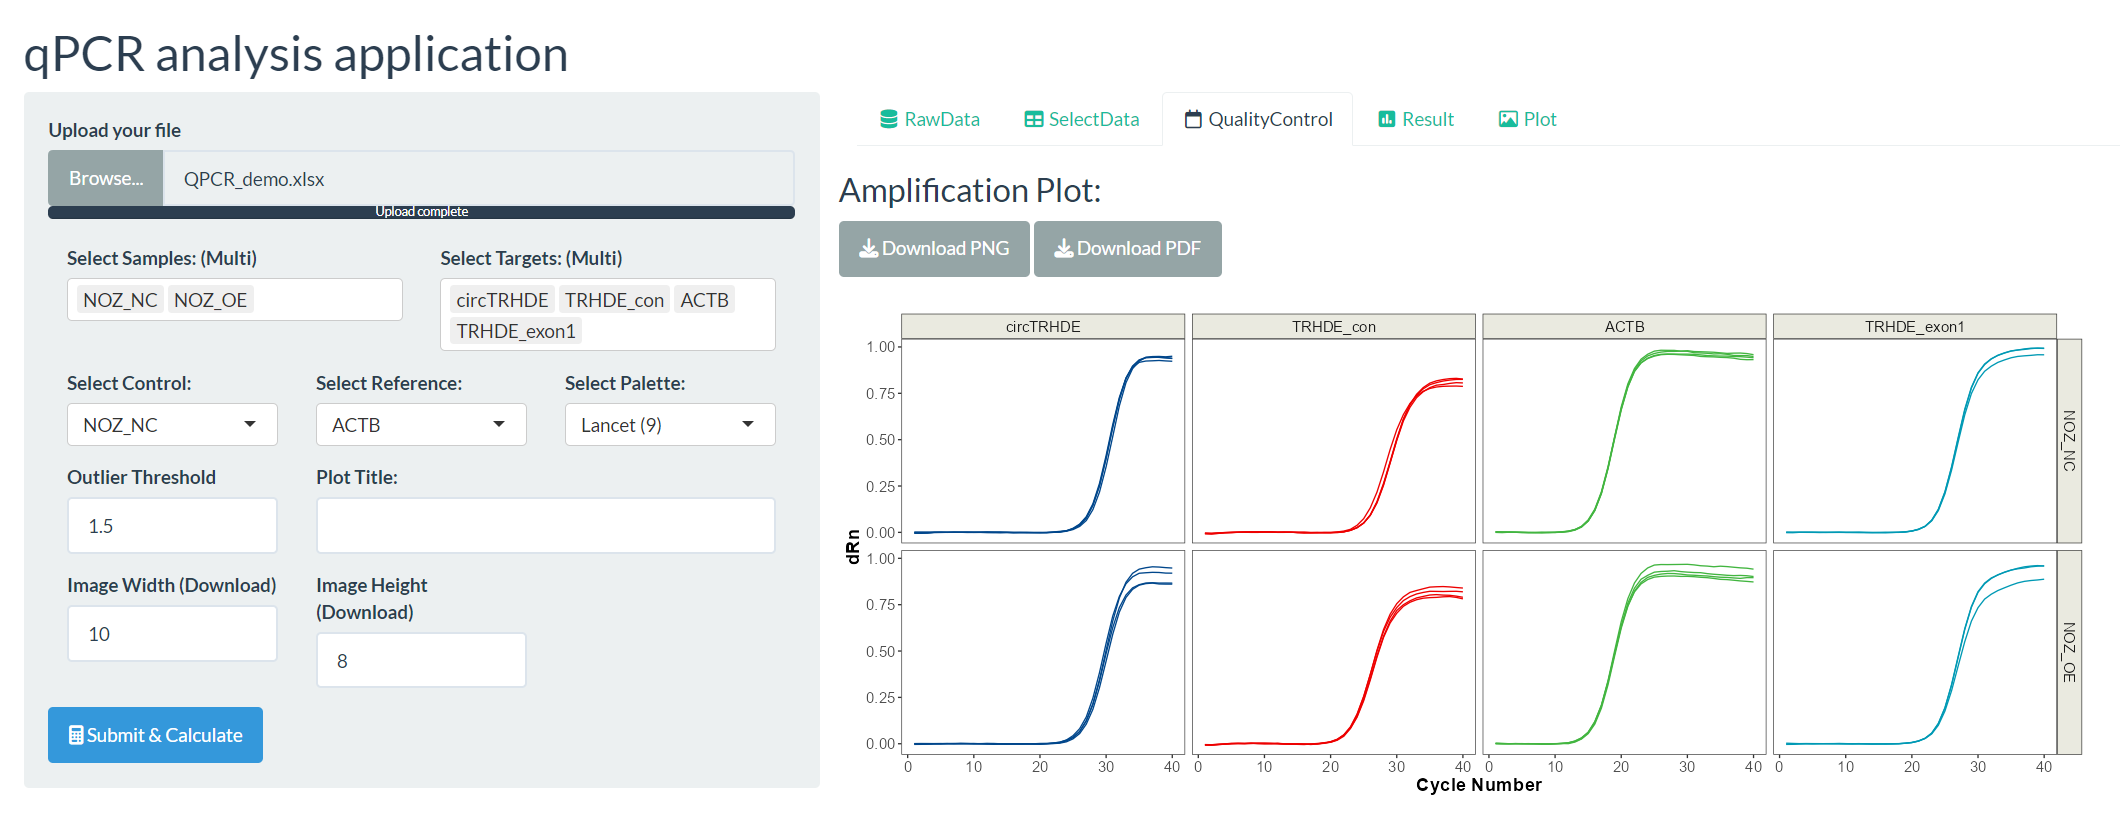 qPCR analysis application
Upload your file
Browse...
QPCR_demo.xlsx
Upload complete
Select Samples: (Multi)
NOZ_NC NOZ_OE
Select Targets: (Multi)
circTRHDE TRHDE_con ACTB
TRHDE_exon1
Select Control:
NOZ_NC
Select Reference:
ACTB
Select Palette:
Lancet (9)
Outlier Threshold
1.5
Plot Title:
Image Width (Download)
10
Image Height
(Download)
8
Submit & Calculate
RawData
SelectData
QualityControl
Result
Plot
Amplification Plot:
Download PNG
Download PDF
circTRHDE
TRHDE_con
ACTB
TRHDE_exon1
1.00
0.75
0.50
0.25
0.00
NOZ_NC
1.00
0.75
0.50
0.25
0.00
NOZ_OE
dRn
0 10 20 30 40
0 10 20 30 40
0 10 20 30 40
0 10 20 30 40
Cycle Number